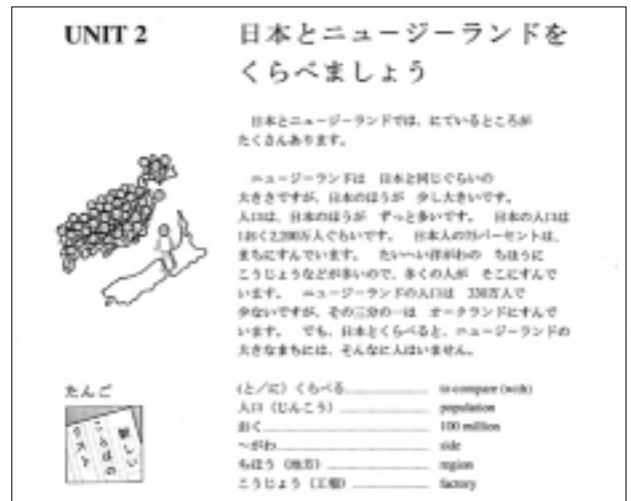 UNIT 2
日本とニュージーランドを
くらべましょう
日本とニュージーランドでは、にているところが
たくさんあります。
ニュージーランドは 日本と同じぐらいの
大きさですが、日本のほうが 少し大きいです。
人口は、日本のほうが ずっと多いです。 日本の人口は
1おく2,200万人ぐらいです。 日本人の パーセントは、
まちにすんでいます。 たいへい洋がわの ちほうに
こうじょうなどが多いので、多くの人が そこにすんで
います。 ニュージーランドの人口は 330万人で
少ないですが、その三分の一は オークランドにすんで
います。 でも、日本とくらべると、ニュージーランドの
大きなまちには、そんなに人はいません。
たんご
新しい
ことばの
リスト
(と/に) くらべる to compare (with)
人口 (じんこう) population
おく 100 million
~がわ side
ちほう (地方) region
こうじょう (工場) factory